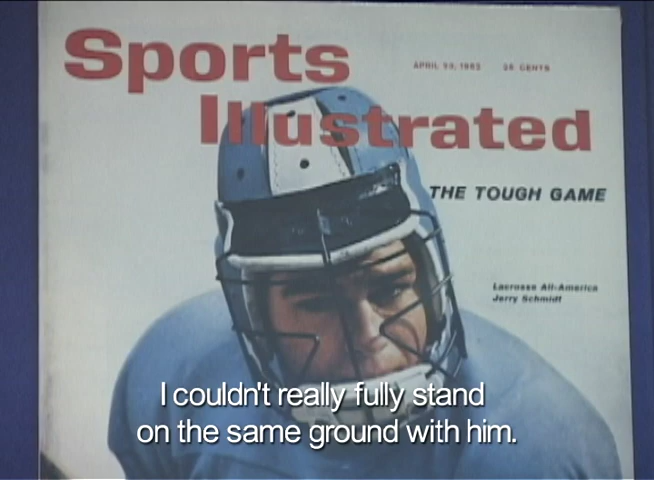 Sports
APRIL 23, 1962 25 CENTS
Illustrated
THE TOUGH GAME
Lacrosse All-America
Jerry Schmidt
I couldn't really fully stand
on the same ground with him.